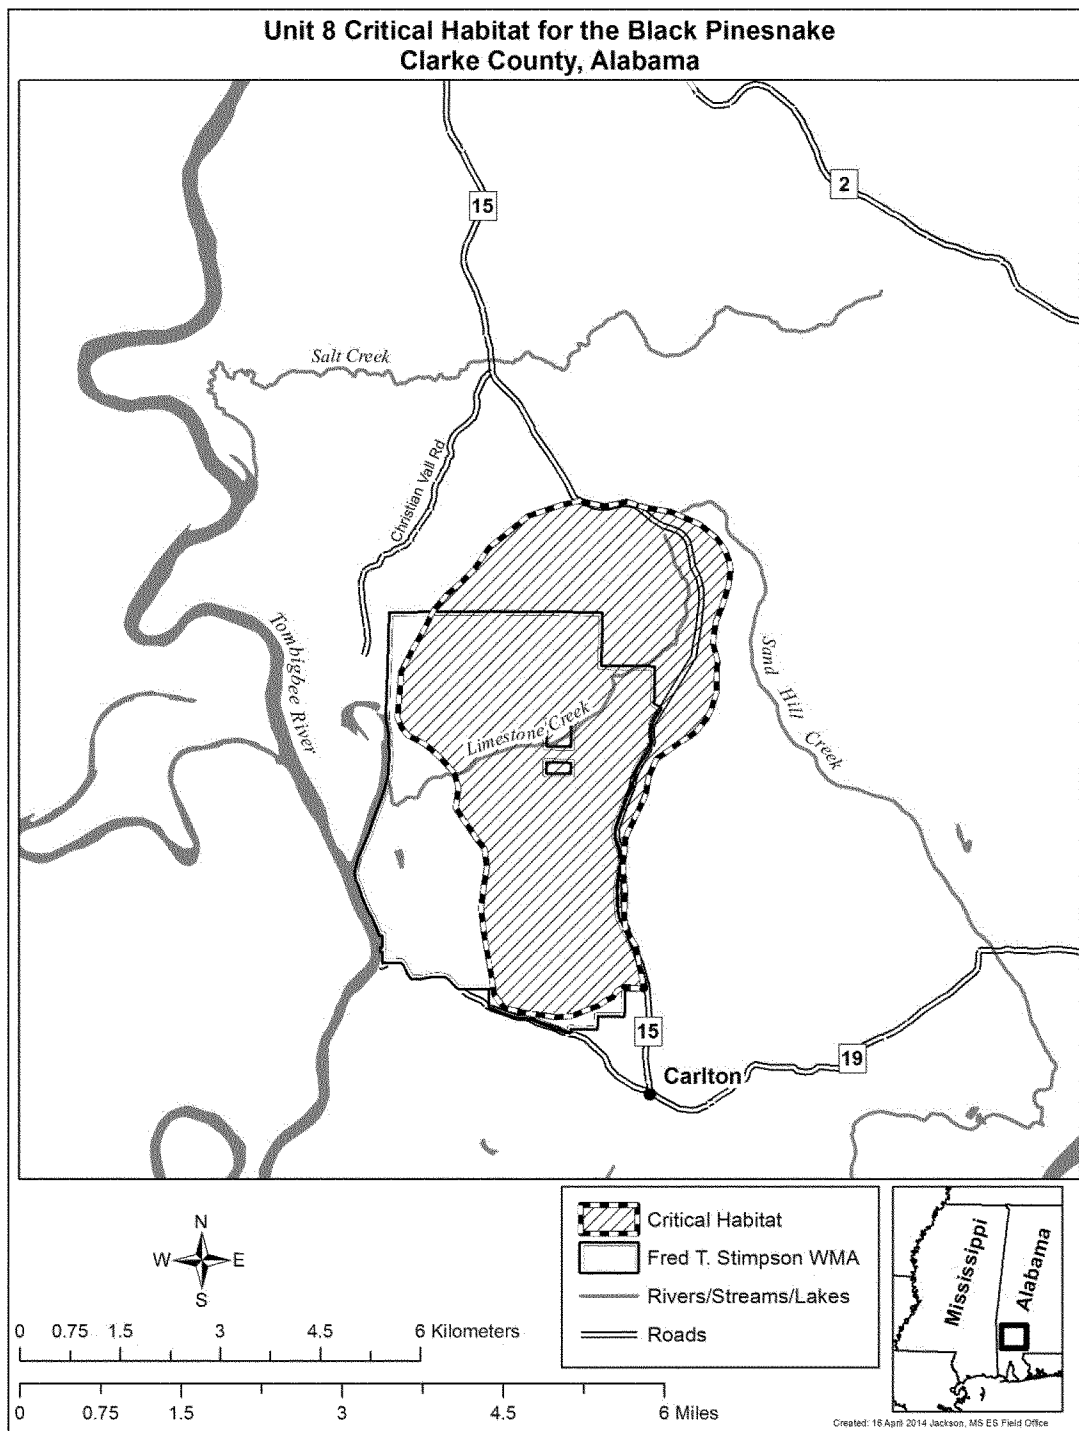 Unit 8 Critical Habitat for the Black Pinesnake
Clarke County, Alabama
2
15
Salt Creek
Christian Vall Rd
Tombigbee River
Sand Hill Creek
Limestone Creek
15
19
Carlton
N
W E
S
0 0.75 1.5 3 4.5 6 Kilometers
0 0.75 1.5 3 4.5 6 Miles
Critical Habitat
Fred T. Stimpson WMA
Rivers/Streams/Lakes
Roads
Mississippi
Alabama
Created: 16 April 2014 Jackson, MS ES Field Office